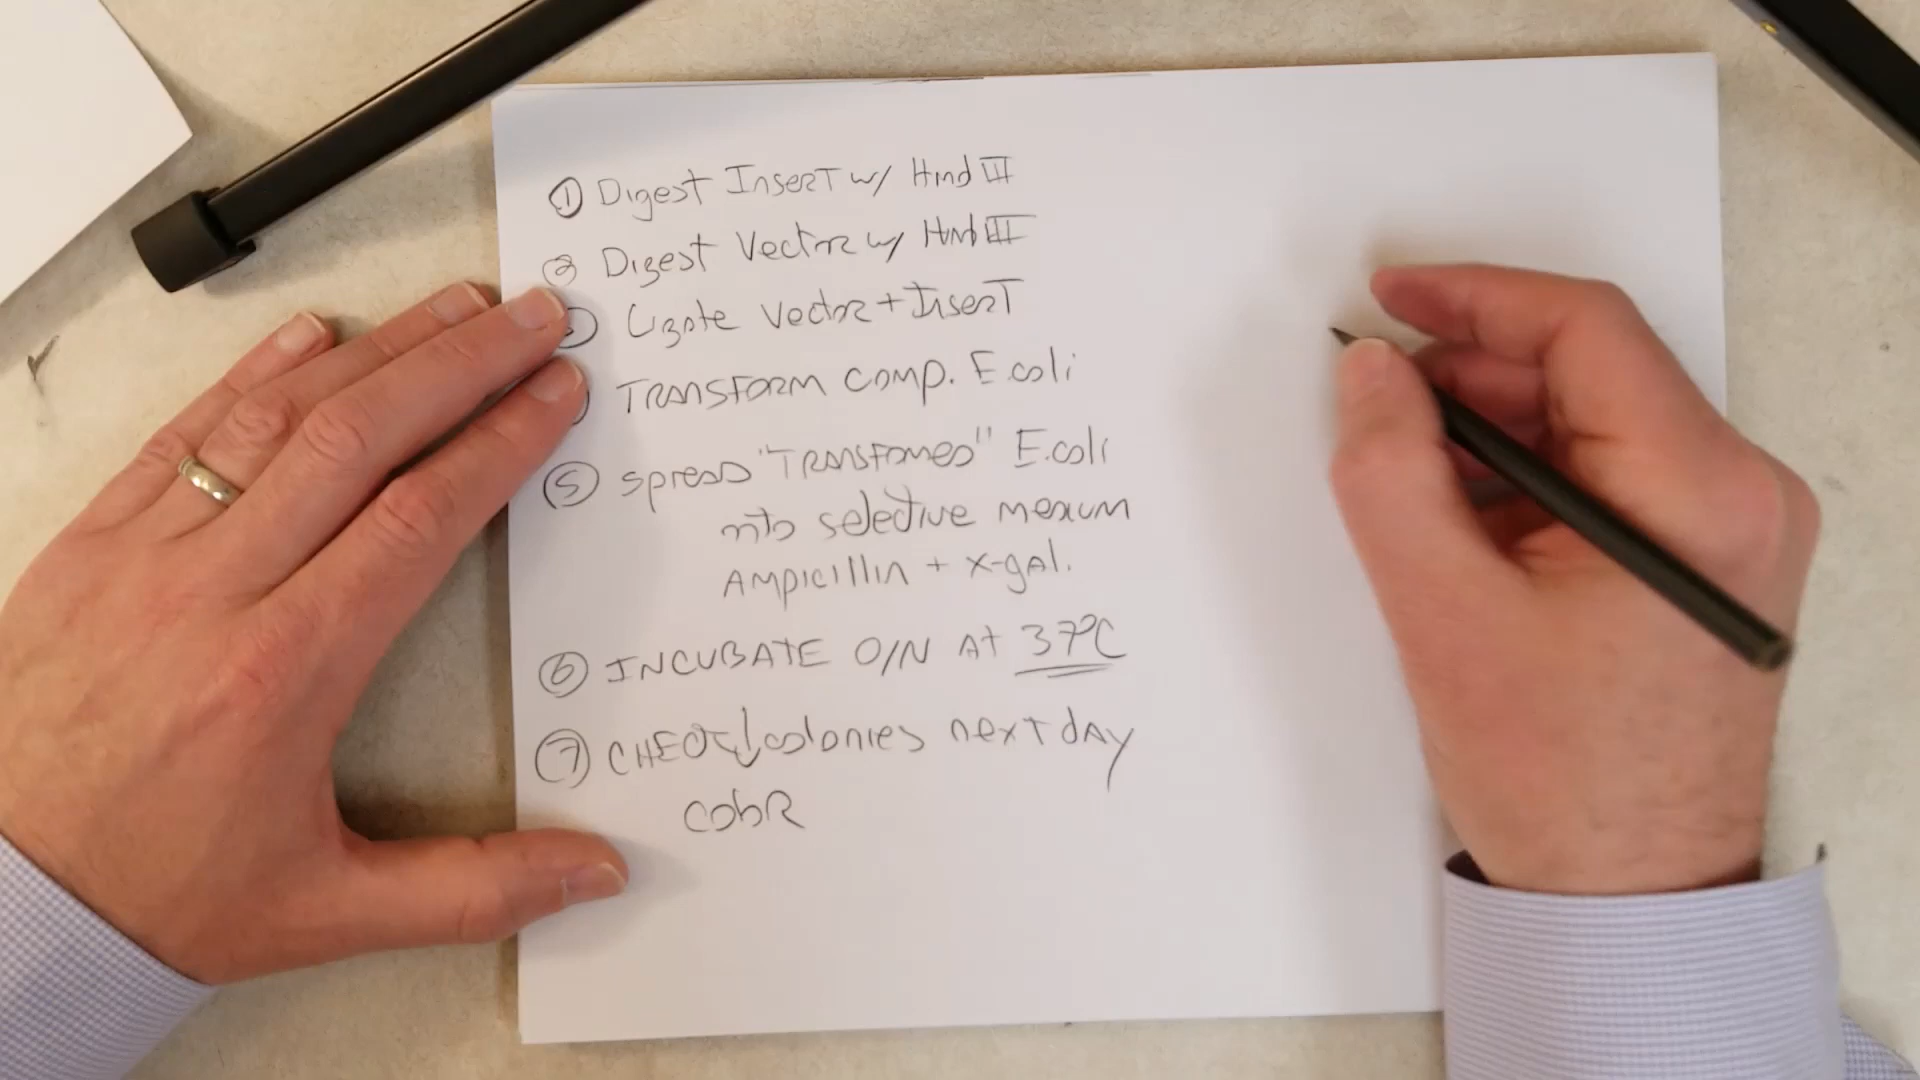 ① Digest Insert w/ Hind III
② Digest Vector w/ Hind III
Ligate Vector + Insert
TRANSFORM comp. E.coli
⑤ spread "TRANSFORMED" E.coli
into selective medium
AMPICILLIN + X-gal.
⑥ INCUBATE O/N At 37°C
⑦ CHECK↓colonies next day
color